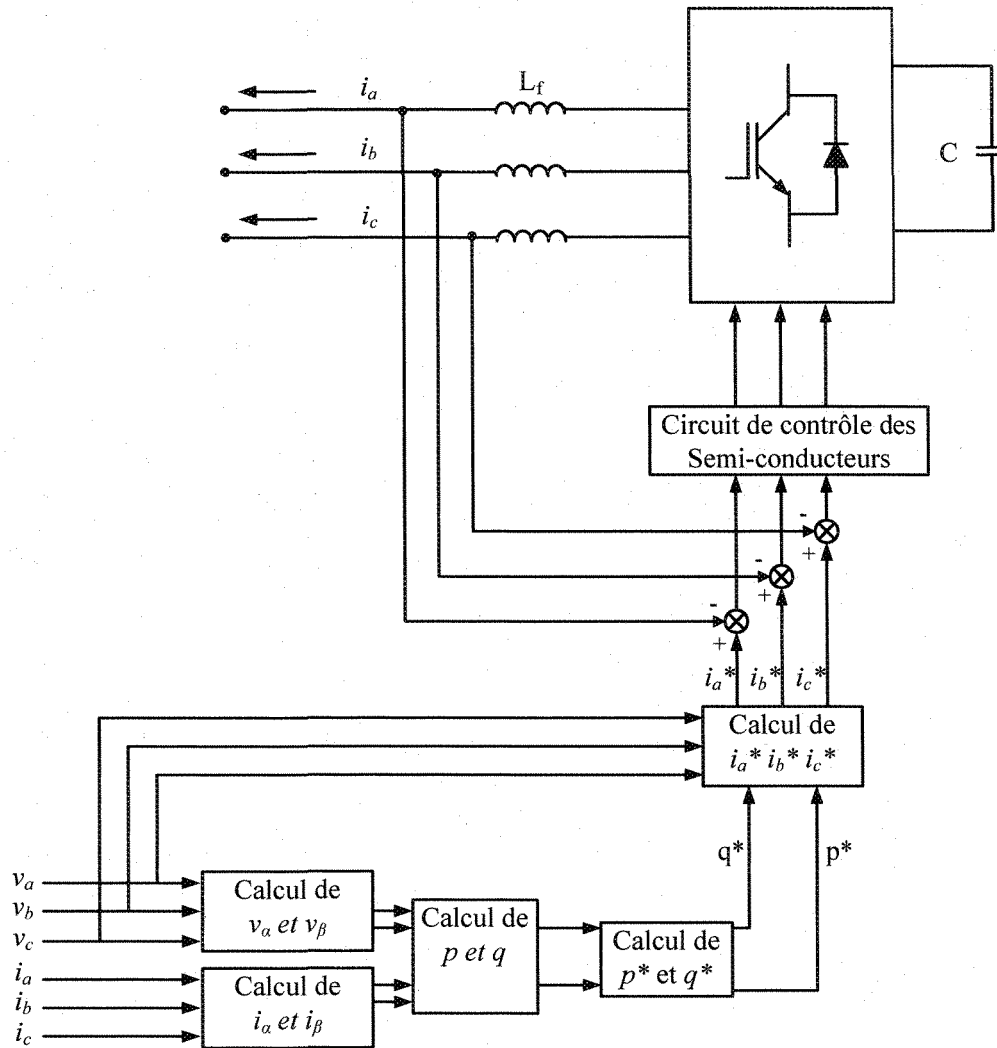 i_a
L_f
i_b
C
i_c
Circuit de contrôle des
Semi-conducteurs
-
+
-
+
-
+
i_a* i_b* i_c*
Calcul de
i_a* i_b* i_c*
q*
p*
v_a
v_b
v_c
Calcul de
v_α et v_β
Calcul de
p et q
Calcul de
p* et q*
i_a
i_b
i_c
Calcul de
i_α et i_β